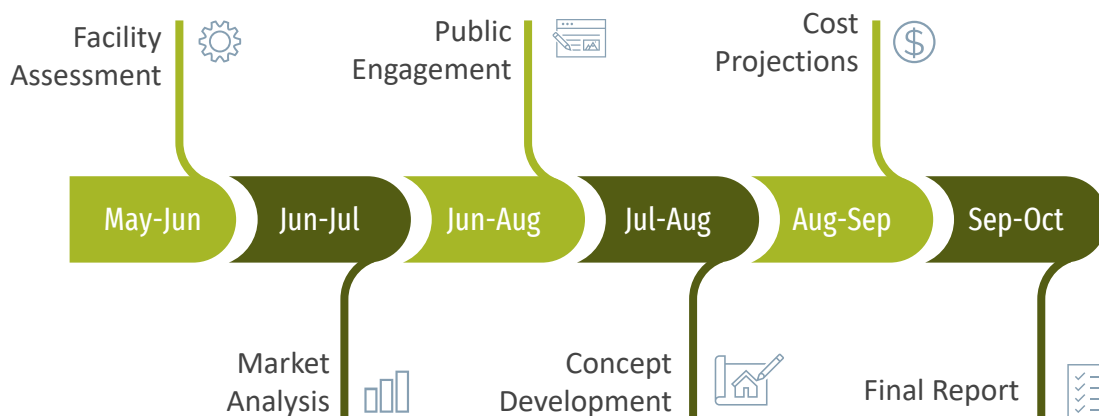 Facility
Assessment
Public
Engagement
Cost
Projections
$
May-Jun
Jun-Jul
Jun-Aug
Jul-Aug
Aug-Sep
Sep-Oct
Market
Analysis
Concept
Development
Final Report